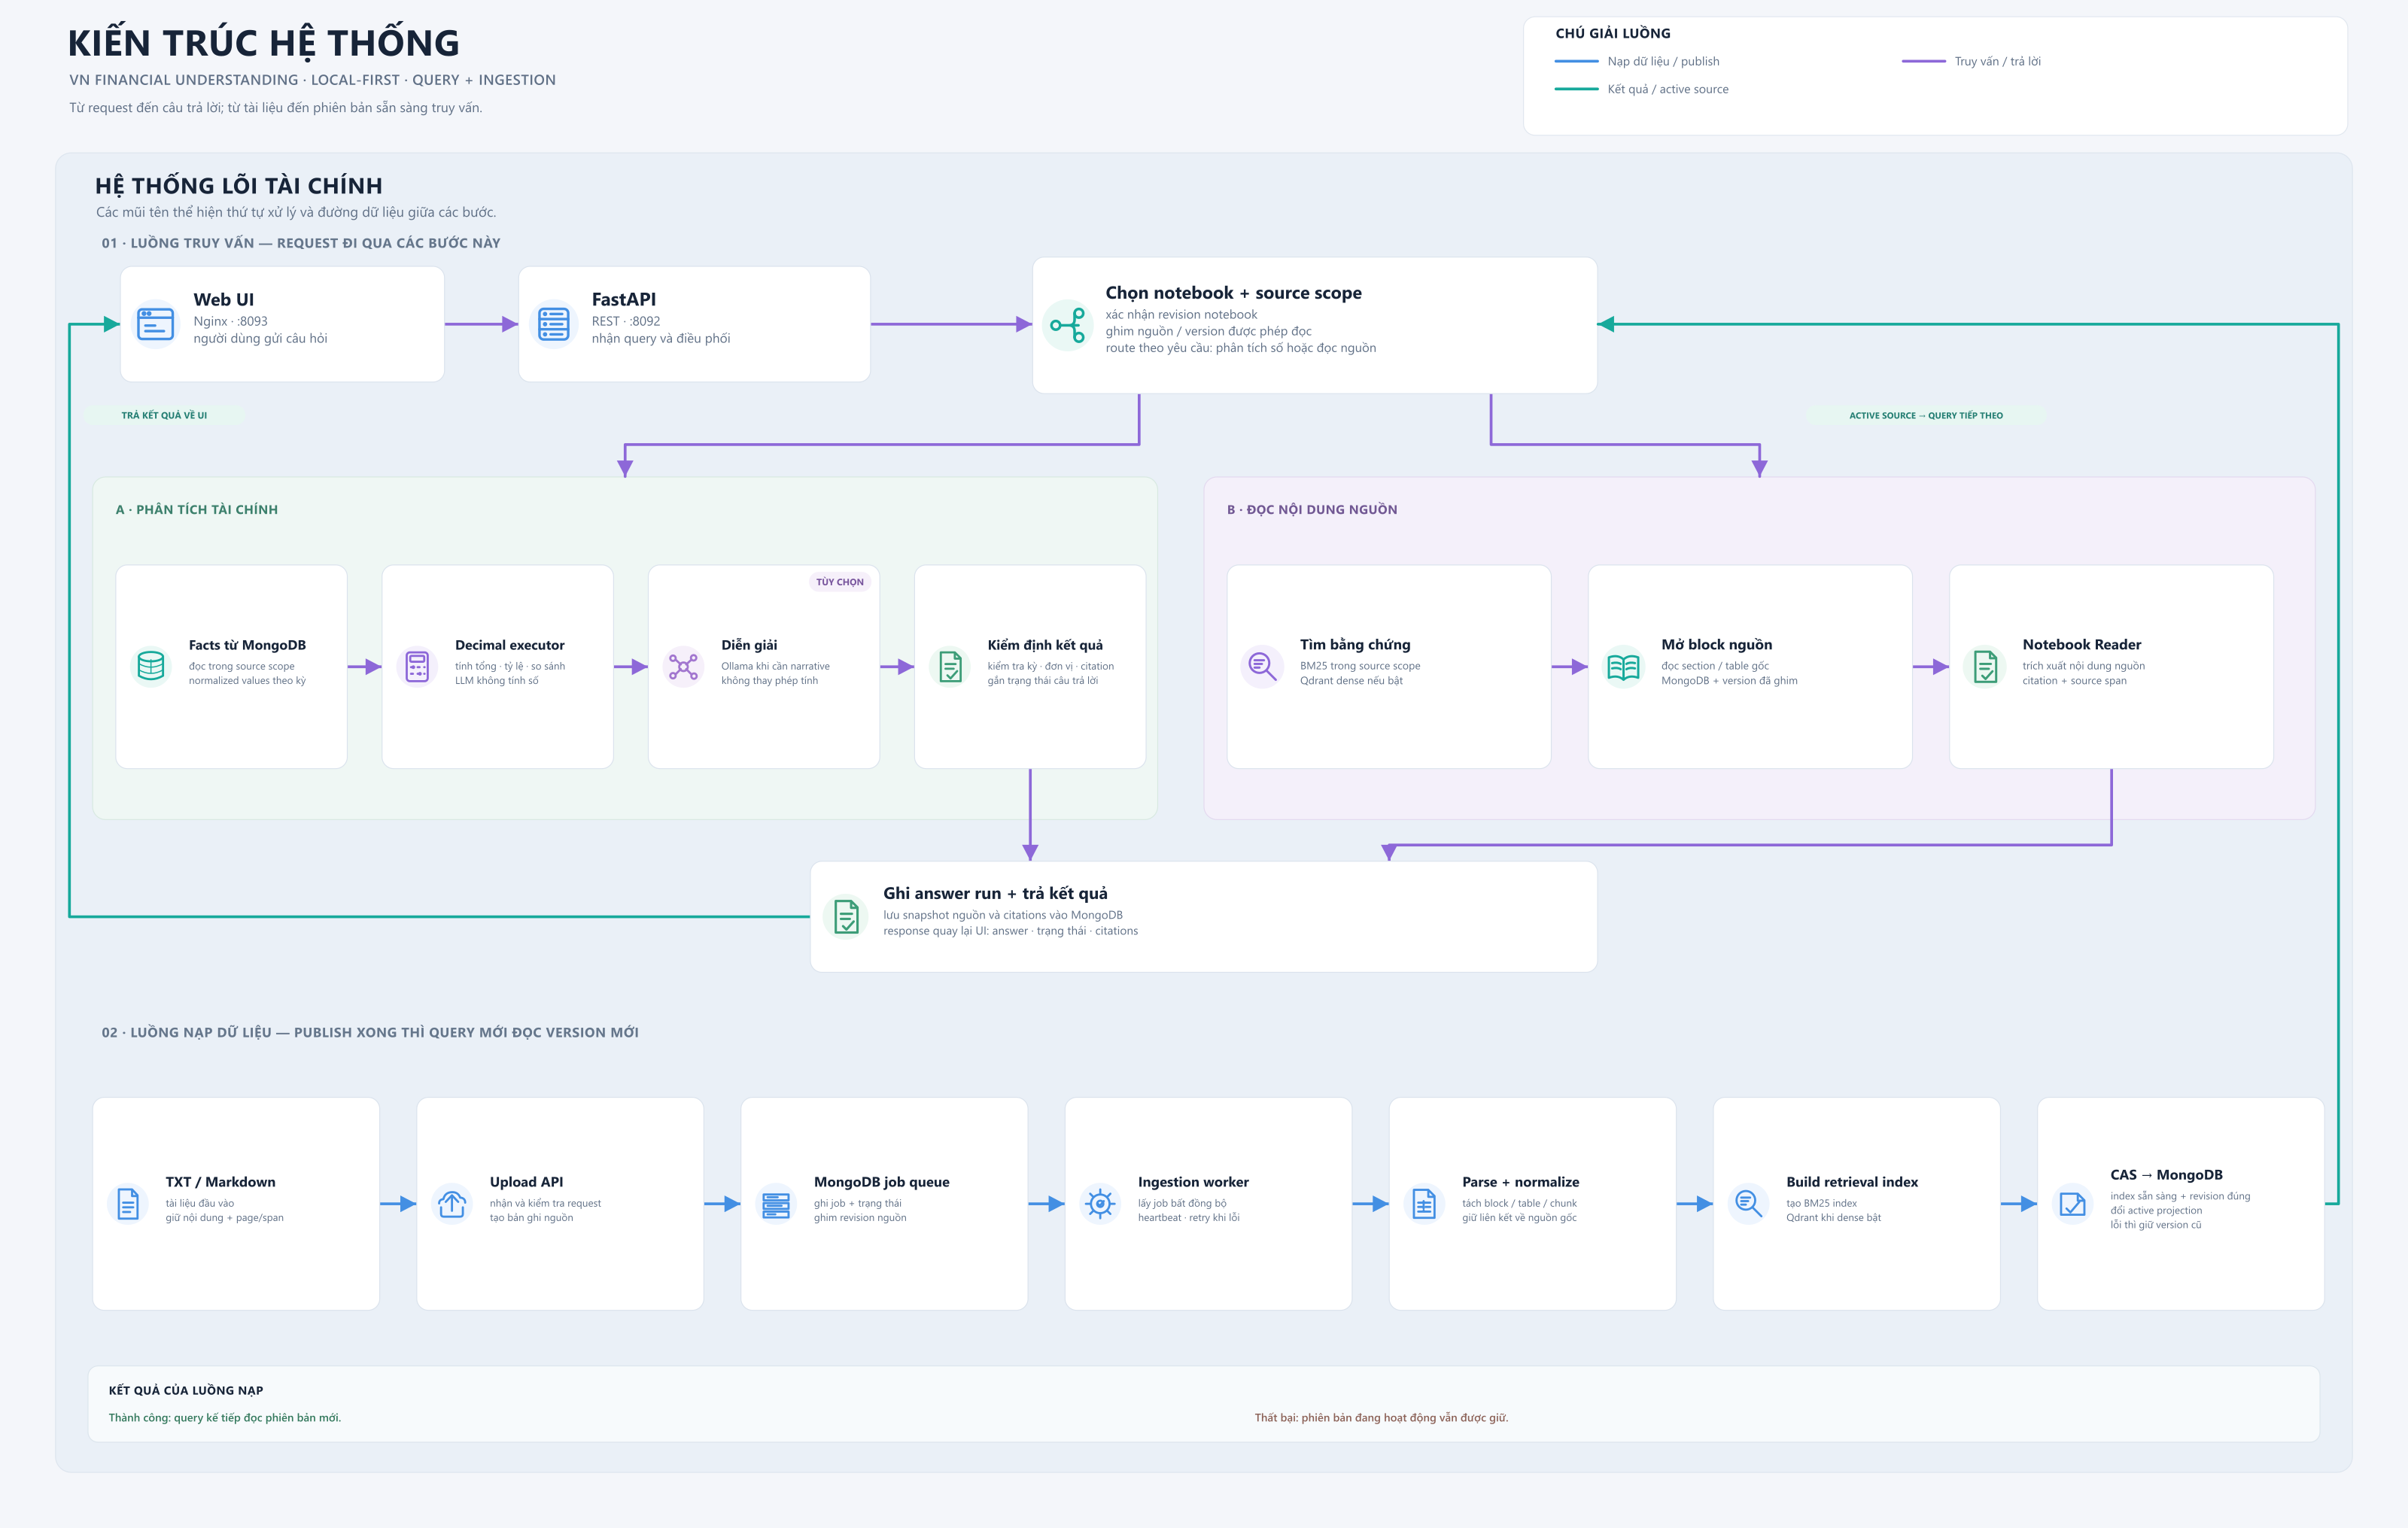 KIẾN TRÚC HỆ THỐNG
VN FINANCIAL UNDERSTANDING · LOCAL-FIRST · QUERY + INGESTION
Từ request đến câu trả lời; từ tài liệu đến phiên bản sẵn sàng truy vấn.
CHÚ GIẢI LUỒNG
Nạp dữ liệu / publish
Truy vấn / trả lời
Kết quả / active source
HỆ THỐNG LÕI TÀI CHÍNH
Các mũi tên thể hiện thứ tự xử lý và đường dữ liệu giữa các bước.
01 · LUỒNG TRUY VẤN — REQUEST ĐI QUA CÁC BƯỚC NÀY
Web UI
Nginx · :8093
người dùng gửi câu hỏi
FastAPI
REST · :8092
nhận query và điều phối
Chọn notebook + source scope
xác nhận revision notebook
ghim nguồn / version được phép đọc
route theo yêu cầu: phân tích số hoặc đọc nguồn
TRẢ KẾT QUẢ VỀ UI
ACTIVE SOURCE → QUERY TIẾP THEO
A · PHÂN TÍCH TÀI CHÍNH
Facts từ MongoDB
đọc trong source scope
normalized values theo kỳ
Decimal executor
tính tổng · tỷ lệ · so sánh
LLM không tính số
TÙY CHỌN
Diễn giải
Ollama khi cần narrative
không thay phép tính
Kiểm định kết quả
kiểm tra kỳ · đơn vị · citation
gắn trạng thái câu trả lời
B · ĐỌC NỘI DUNG NGUỒN
Tìm bằng chứng
BM25 trong source scope
Qdrant dense nếu bật
Mở block nguồn
đọc section / table gốc
MongoDB + version đã ghim
Notebook Reader
trích xuất nội dung nguồn
citation + source span
Ghi answer run + trả kết quả
lưu snapshot nguồn và citations vào MongoDB
response quay lại UI: answer · trạng thái · citations
02 · LUỒNG NẠP DỮ LIỆU — PUBLISH XONG THÌ QUERY MỚI ĐỌC VERSION MỚI
TXT / Markdown
tài liệu đầu vào
giữ nội dung + page/span
Upload API
nhận và kiểm tra request
tạo bản ghi nguồn
MongoDB job queue
ghi job + trạng thái
ghim revision nguồn
Ingestion worker
lấy job bất đồng bộ
heartbeat · retry khi lỗi
Parse + normalize
tách block / table / chunk
giữ liên kết về nguồn gốc
Build retrieval index
tạo BM25 index
Qdrant khi dense bật
CAS → MongoDB
index sẵn sàng + revision đúng
đổi active projection
lỗi thì giữ version cũ
KẾT QUẢ CỦA LUỒNG NẠP
Thành công: query kế tiếp đọc phiên bản mới.
Thất bại: phiên bản đang hoạt động vẫn được giữ.